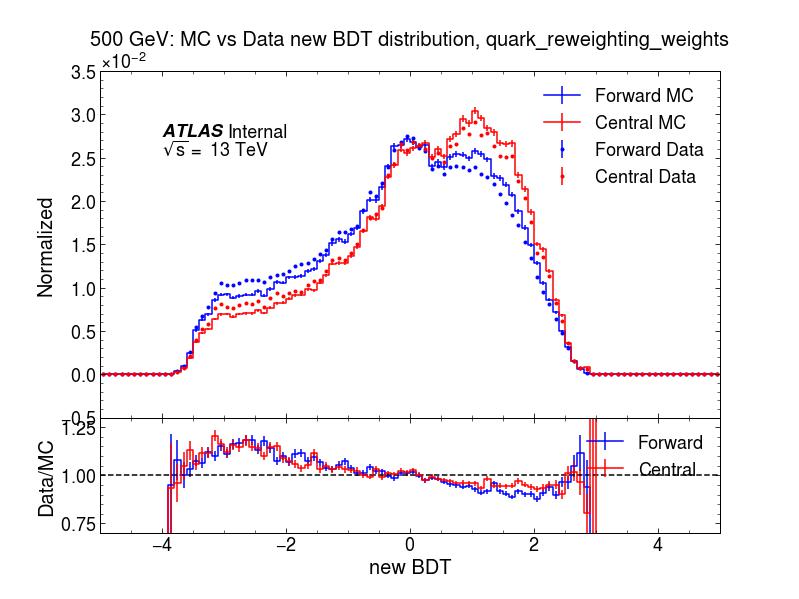 500 GeV: MC vs Data new BDT distribution, quark_reweighting_weights
×10⁻²
3.5
3.0
2.5
2.0
1.5
1.0
0.5
0.0
0.5
Normalized
ATLAS Internal
√s = 13 TeV
Forward MC
Central MC
Forward Data
Central Data
1.25
1.00
0.75
Data/MC
Forward
Central
−4 −2 0 2 4
new BDT